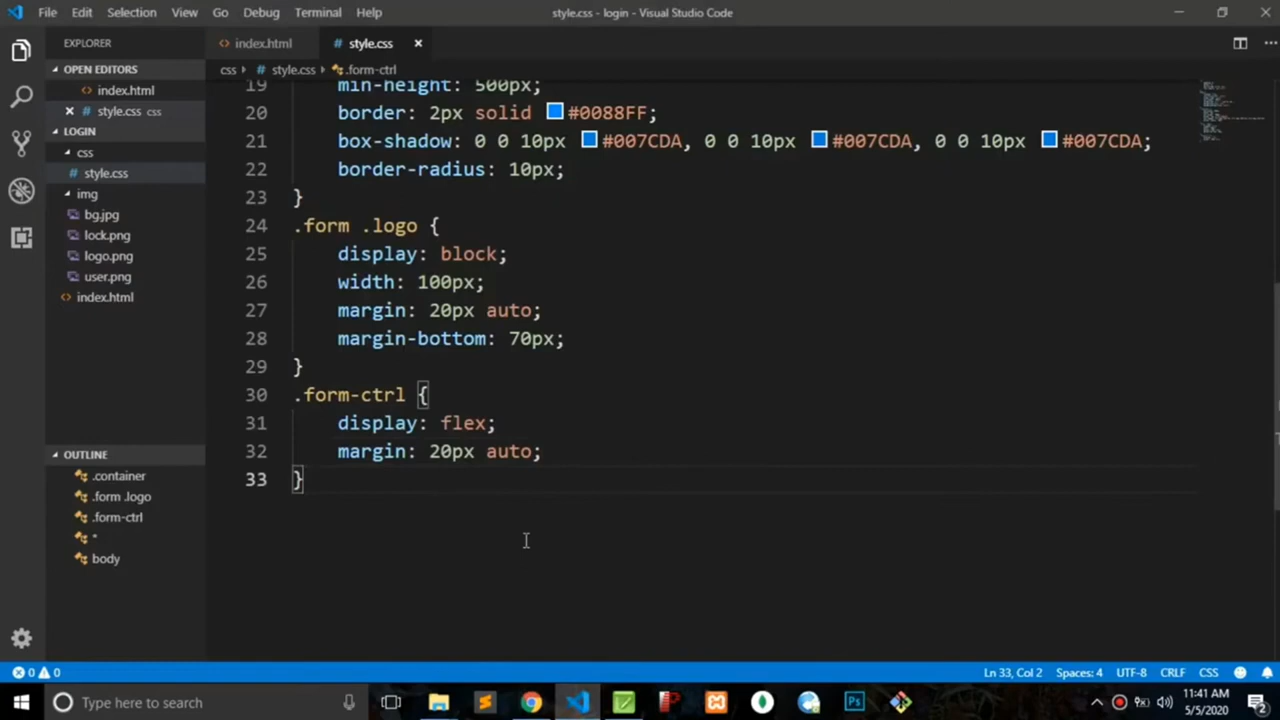 File Edit Selection View Go Debug Terminal Help
style.css - login - Visual Studio Code
EXPLORER
OPEN EDITORS
index.html
style.css css
LOGIN
css
style.css
img
bg.jpg
lock.png
logo.png
user.png
index.html
OUTLINE
.container
.form .logo
.form-ctrl
*
body
index.html
style.css
css > style.css > .form-ctrl
19 min-height: 500px;
20 border: 2px solid #0088FF;
21 box-shadow: 0 0 10px #007CDA, 0 0 10px #007CDA, 0 0 10px #007CDA;
22 border-radius: 10px;
23 }
24 .form .logo {
25 display: block;
26 width: 100px;
27 margin: 20px auto;
28 margin-bottom: 70px;
29 }
30 .form-ctrl {
31 display: flex;
32 margin: 20px auto;
33 }
0 0
Ln 33, Col 2 Spaces: 4 UTF-8 CRLF CSS
Type here to search
Ps
11:41 AM
5/5/2020
2